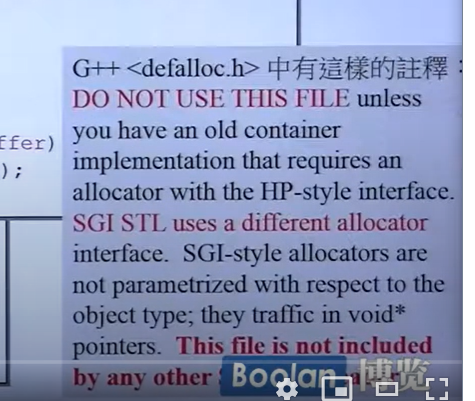 G++ <defalloc.h> 中有這樣的註釋：
DO NOT USE THIS FILE unless
you have an old container
ffer)
implementation that requires an
);
allocator with the HP-style interface.
SGI STL uses a different allocator
interface. SGI-style allocators are
not parametrized with respect to the
object type; they traffic in void*
pointers. This file is not included
by any other
Boolan 博览